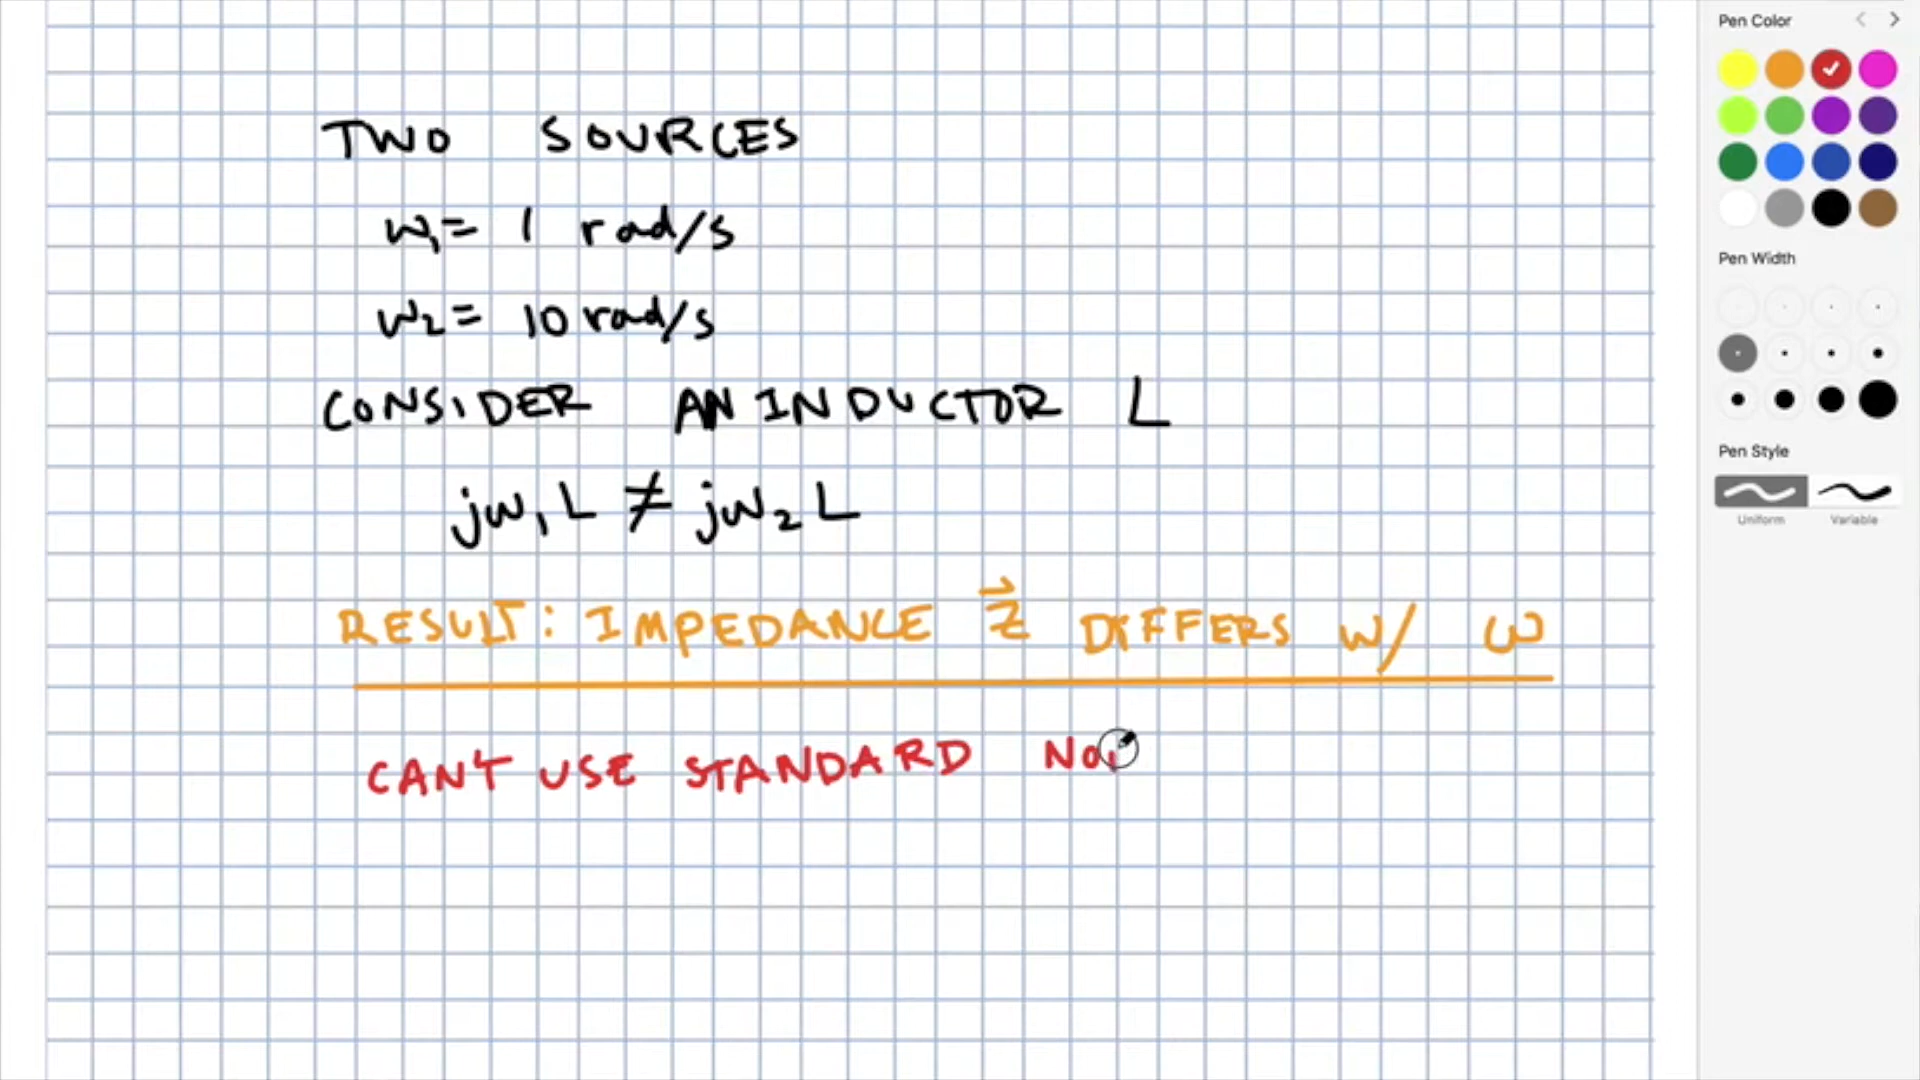 TWO SOURCES
ω₁= 1 rad/s
ω₂= 10 rad/s
CONSIDER AN INDUCTOR L
jω₁L ≠ jω₂L
RESULT: IMPEDANCE Z⃗ DIFFERS W/ ω
CAN'T USE STANDARD
Pen Color
Pen Width
Pen Style
Uniform
Variable